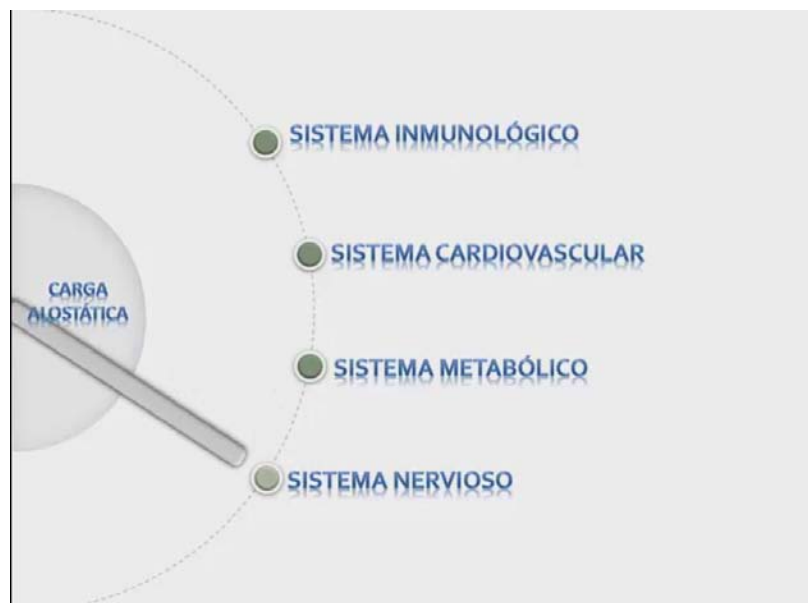 SISTEMA INMUNOLÓGICO
SISTEMA CARDIOVASCULAR
CARGA
ALOSTÁTICA
SISTEMA METABÓLICO
SISTEMA NERVIOSO